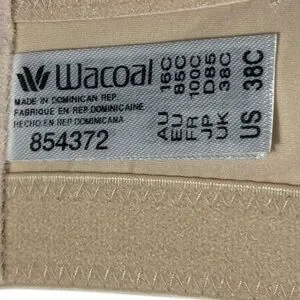 Wacoal
MADE IN DOMINICAN REP.
FABRIQUE EN REP. DOMINICAINE
HECHO EN REP. DOMINICANA
854372
AU 16C
EU 85C
FR 100C
JP D85
UK 38C
US 38C